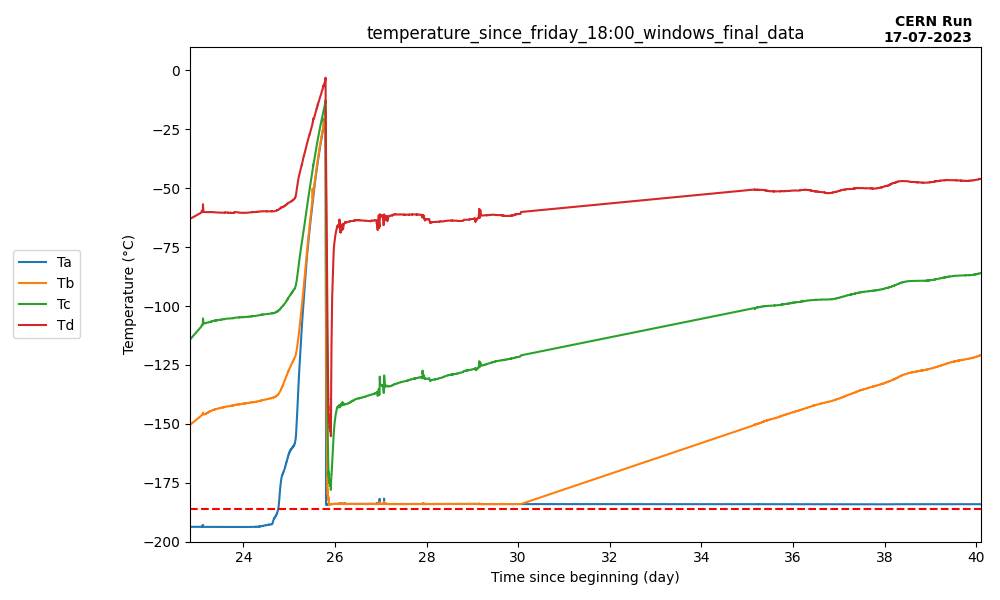 CERN Run
17-07-2023
temperature_since_friday_18:00_windows_final_data
Temperature (°C)
0
−25
−50
−75
−100
−125
−150
−175
−200
Ta
Tb
Tc
Td
24 26 28 30 32 34 36 38 40
Time since beginning (day)